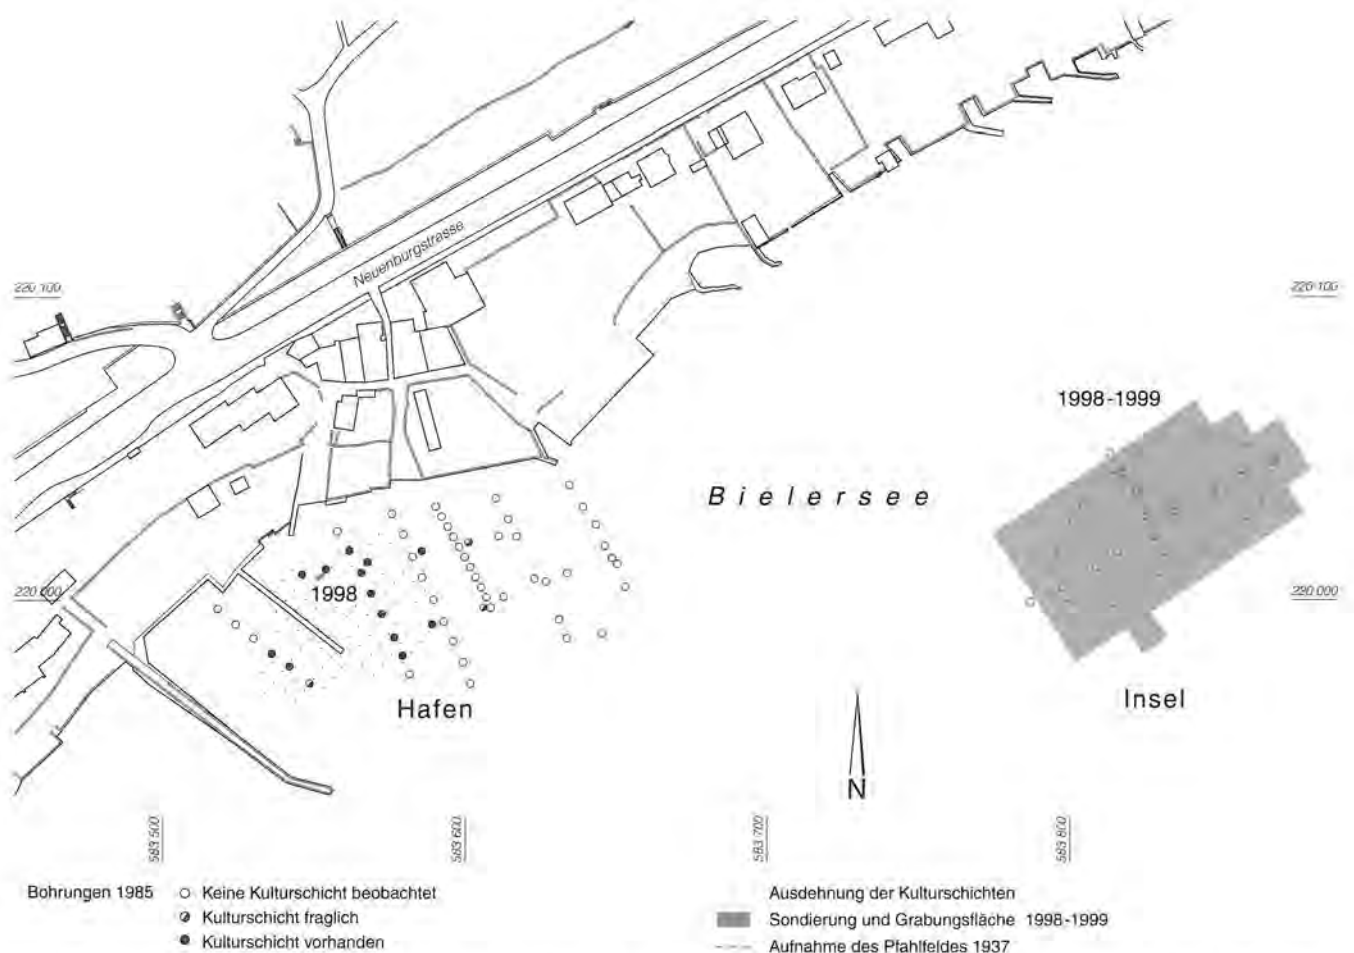 Neuenburgstrasse
220 100
220 100
1998-1999
Bielersee
220 000
1998
220 000
Hafen
Insel
N
583 500
583 600
583 700
583 800
Bohrungen 1985
Keine Kulturschicht beobachtet
Kulturschicht fraglich
Kulturschicht vorhanden
Ausdehnung der Kulturschichten
Sondierung und Grabungsfläche 1998-1999
Aufnahme des Pfahlfeldes 1937